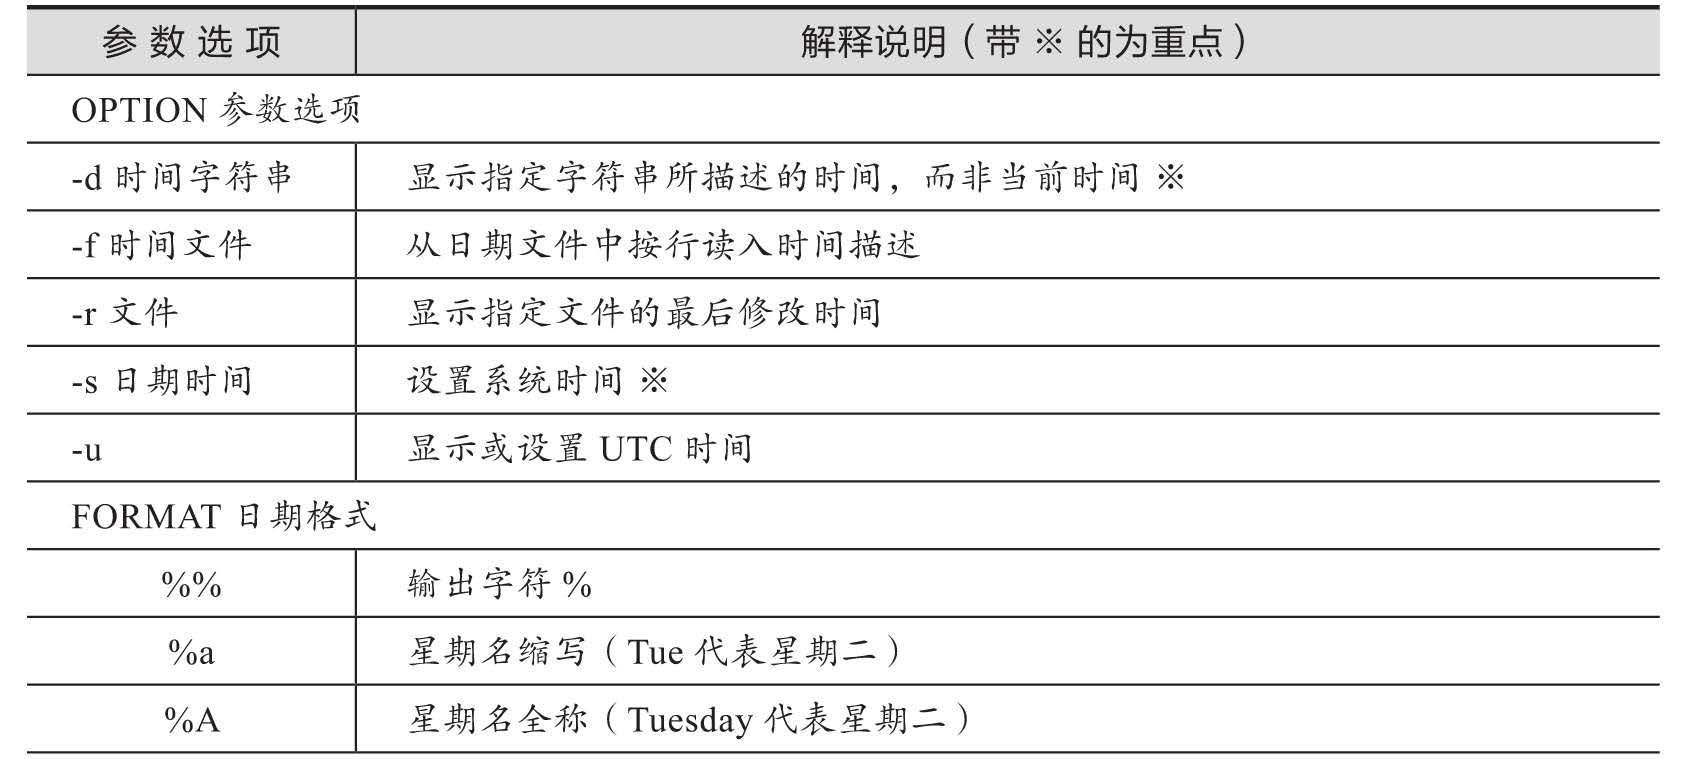 参数选项 解释说明（带 ※ 的为重点）
OPTION 参数选项
-d 时间字符串 显示指定字符串所描述的时间，而非当前时间 ※
-f 时间文件 从日期文件中按行读入时间描述
-r 文件 显示指定文件的最后修改时间
-s 日期时间 设置系统时间 ※
-u 显示或设置 UTC 时间
FORMAT 日期格式
%% 输出字符 %
%a 星期名缩写（Tue 代表星期二）
%A 星期名全称（Tuesday 代表星期二）